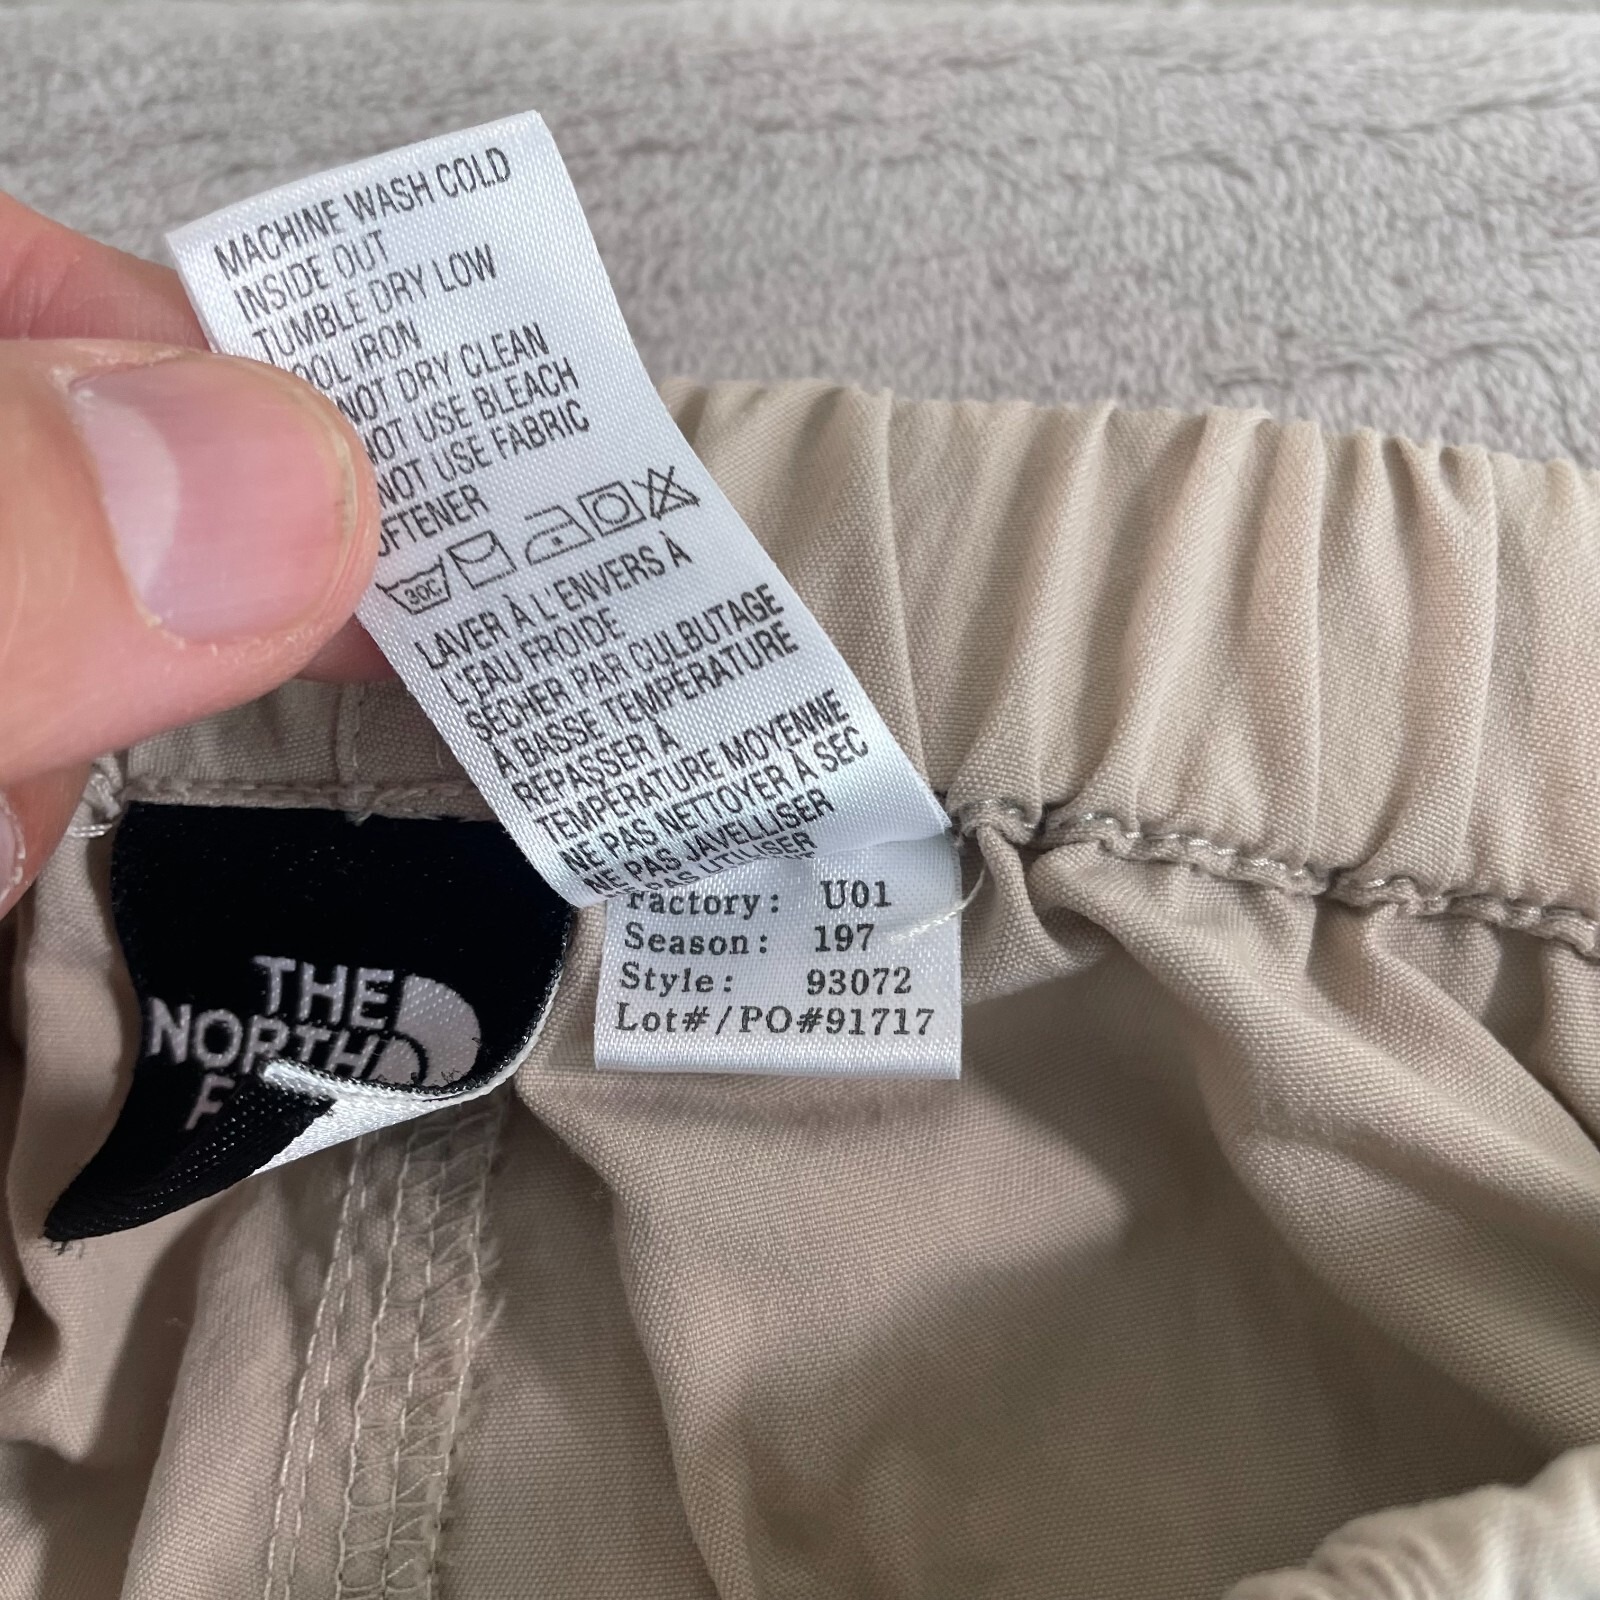 MACHINE WASH COLD
INSIDE OUT
TUMBLE DRY LOW
OOL IRON
NOT DRY CLEAN
NOT USE BLEACH
NOT USE FABRIC
OFTENER
30C
LAVER À L'ENVERS À
L'EAU FROIDE
SÉCHER PAR CULBUTAGE
À BASSE TEMPÉRATURE
REPASSER À
TEMPÉRATURE MOYENNE
NE PAS NETTOYER À SEC
NE PAS JAVELLISER
PAS UTILISER
Factory: U01
Season: 197
Style: 93072
Lot#/PO#91717
THE
NORTH
F